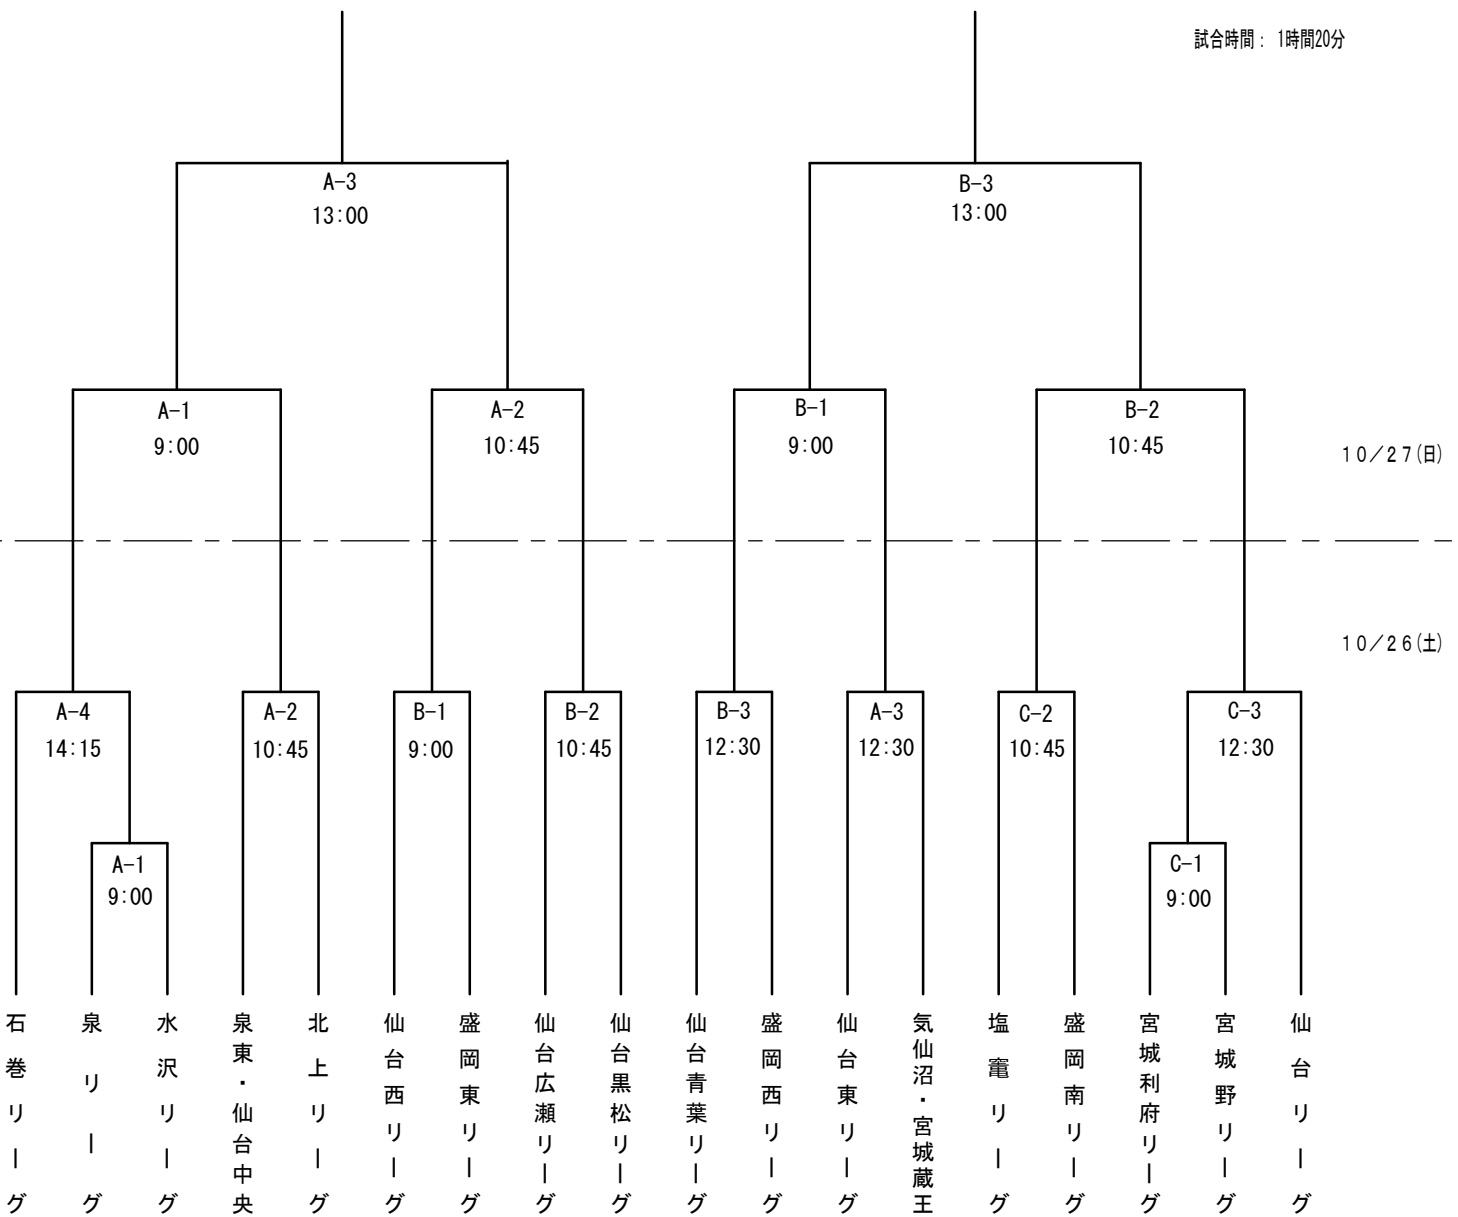 試合時間： 1時間20分
A-3
13:00
B-3
13:00
A-1
9:00
A-2
10:45
B-1
9:00
B-2
10:45
１０／２７(日)
１０／２６(土)
A-4
14:15
A-2
10:45
B-1
9:00
B-2
10:45
B-3
12:30
A-3
12:30
C-2
10:45
C-3
12:30
A-1
9:00
C-1
9:00
石巻リーグ
泉リーグ
水沢リーグ
泉東・仙台中央
北上リーグ
仙台西リーグ
盛岡東リーグ
仙台広瀬リーグ
仙台黒松リーグ
仙台青葉リーグ
盛岡西リーグ
仙台東リーグ
気仙沼・宮城蔵王
塩竈リーグ
盛岡南リーグ
宮城利府リーグ
宮城野リーグ
仙台リーグ